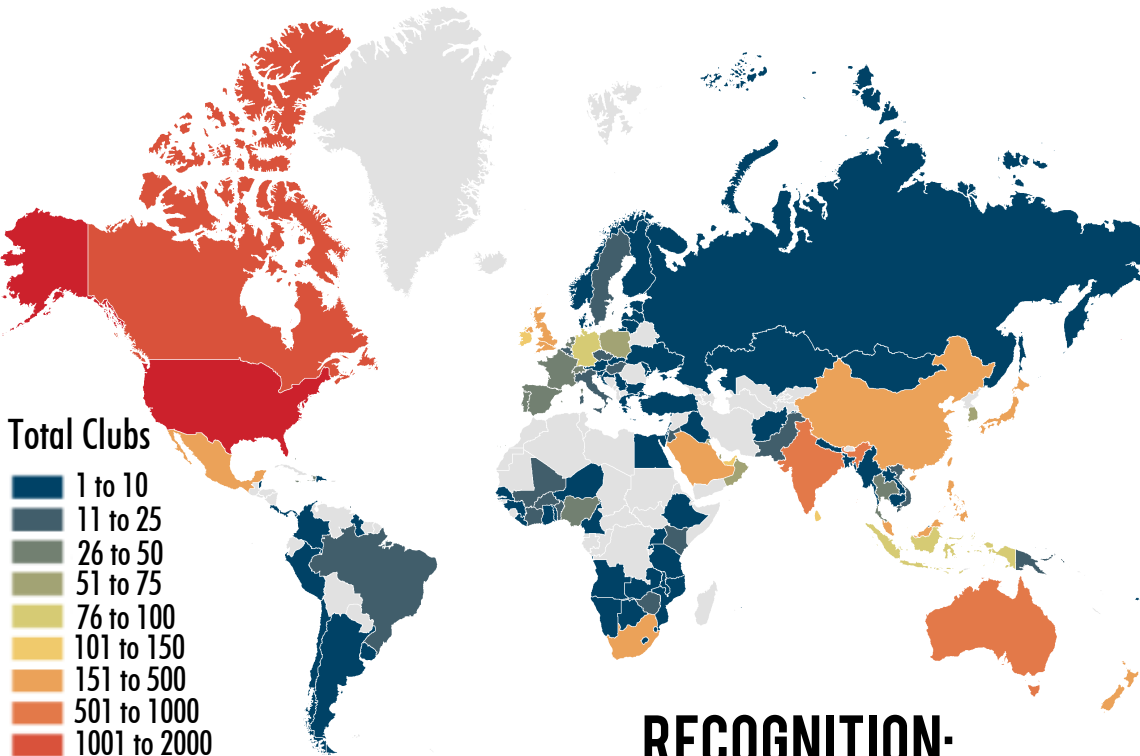 Total Clubs
1 to 10
11 to 25
26 to 50
51 to 75
76 to 100
101 to 150
151 to 500
501 to 1000
1001 to 2000
RECOGNITION: